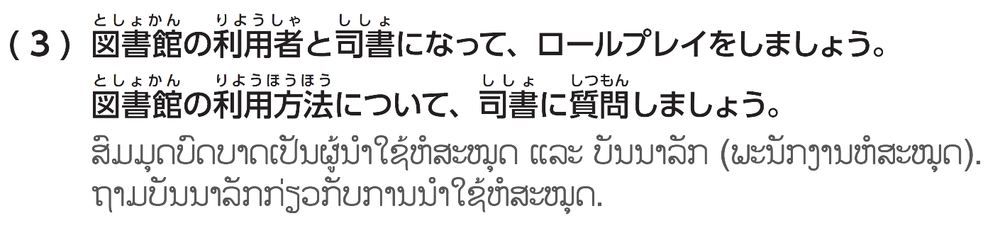 としょかん りようしゃ ししょ
(3) 図書館の利用者と司書になって、ロールプレイをしましょう。
としょかん りようほうほう ししょ しつもん
図書館の利用方法について、司書に質問しましょう。
ສົມມຸດບົດບາດເປັນຜູ້ນຳໃຊ້ຫໍສະໝຸດ ແລະ ບັນນາລັກ (ພະນັກງານຫໍສະໝຸດ).
ຖາມບັນນາລັກກ່ຽວກັບການນຳໃຊ້ຫໍສະໝຸດ.